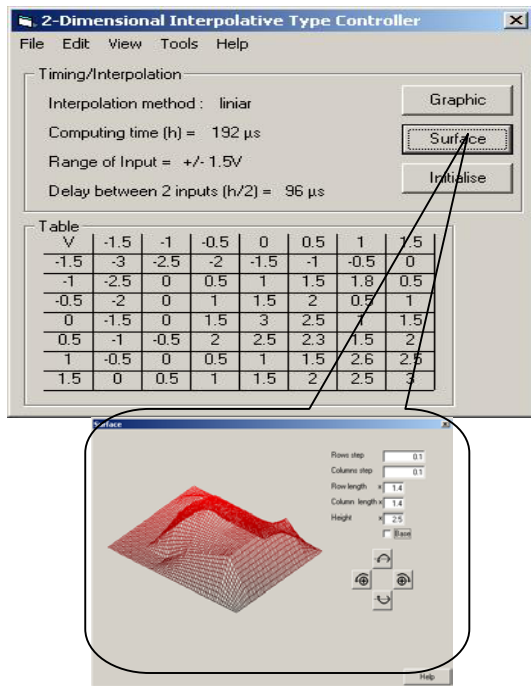 2-Dimensional Interpolative Type Controller
File Edit View Tools Help
Timing/Interpolation
Interpolation method : liniar
Computing time (h) = 192 µs
Range of Input = +/- 1.5V
Delay between 2 inputs (h/2) = 96 µs
Graphic
Surface
Initialise
Table
V -1.5 -1 -0.5 0 0.5 1 1.5
-1.5 -3 -2.5 -2 -1.5 -1 -0.5 0
-1 -2.5 0 0.5 1 1.5 1.8 0.5
-0.5 -2 0 1 1.5 2 0.5 1
0 -1.5 0 1.5 3 2.5 1 1.5
0.5 -1 -0.5 2 2.5 2.3 1.5 2
1 -0.5 0 0.5 1 1.5 2.6 2.5
1.5 0 0.5 1 1.5 2 2.5 3
Surface
Rows step 0.1
Columns step 0.1
Row length x 1.4
Column length x 1.4
Height x 2.5
Base
Help